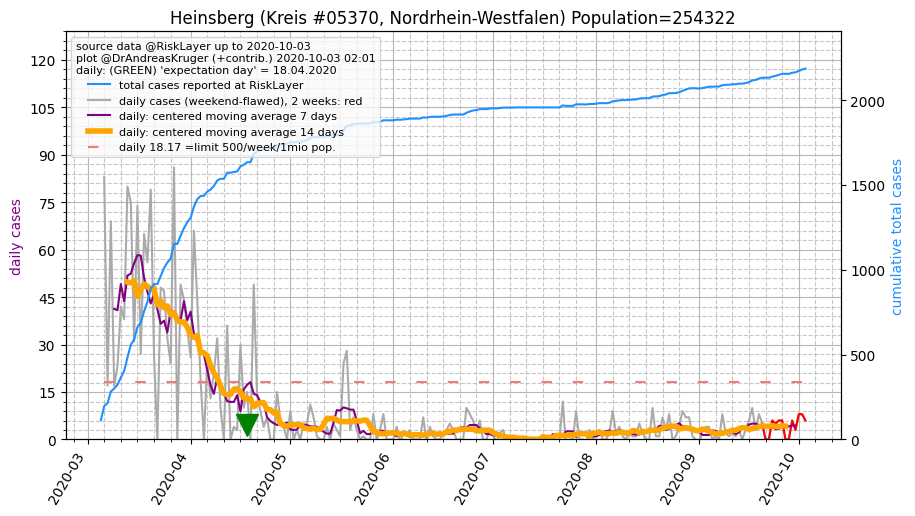 Heinsberg (Kreis #05370, Nordrhein-Westfalen) Population=254322
source data @RiskLayer up to 2020-10-03
plot @DrAndreasKruger (+contrib.) 2020-10-03 02:01
daily: (GREEN) 'expectation day' = 18.04.2020
total cases reported at RiskLayer
daily cases (weekend-flawed), 2 weeks: red
daily: centered moving average 7 days
daily: centered moving average 14 days
daily 18.17 =limit 500/week/1mio pop.
daily cases
120
105
90
75
60
45
30
15
0
cumulative total cases
2000
1500
1000
500
0
2020-03
2020-04
2020-05
2020-06
2020-07
2020-08
2020-09
2020-10